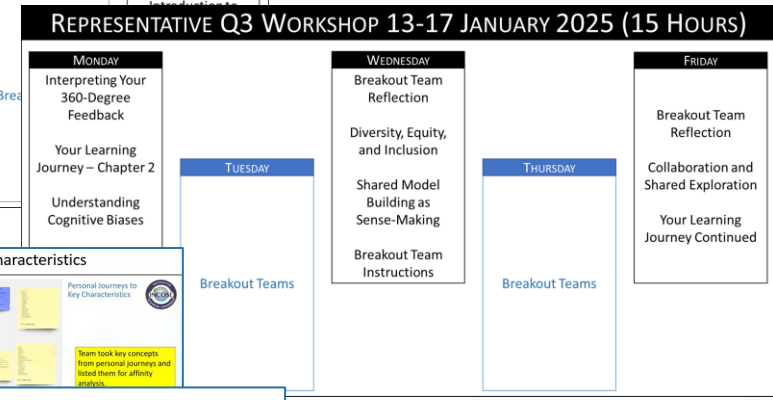 Introduction to
REPRESENTATIVE Q3 WORKSHOP 13-17 JANUARY 2025 (15 HOURS)
MONDAY
Interpreting Your
360-Degree
Feedback
Your Learning
Journey – Chapter 2
Understanding
Cognitive Biases
TUESDAY
Breakout Teams
WEDNESDAY
Breakout Team
Reflection
Diversity, Equity,
and Inclusion
Shared Model
Building as
Sense-Making
Breakout Team
Instructions
THURSDAY
Breakout Teams
FRIDAY
Breakout Team
Reflection
Collaboration and
Shared Exploration
Your Learning
Journey Continued
Personal Journeys to
Key Characteristics
INCOSE
Team took key concepts
from personal journeys and
listed them for affinity
analysis.